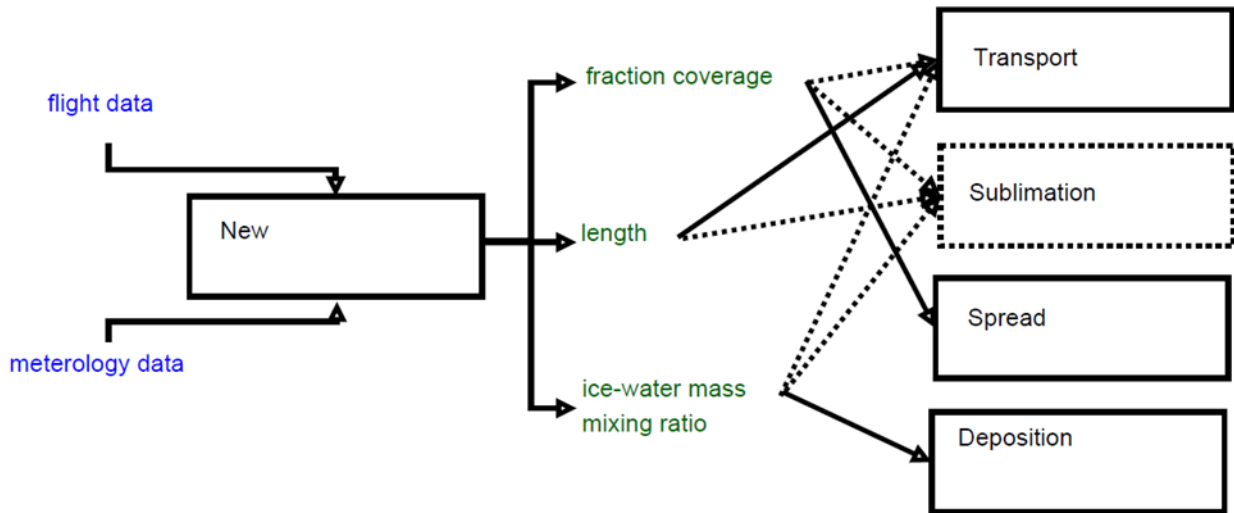 flight data
meterology data
New
fraction coverage
length
ice-water mass
mixing ratio
Transport
Sublimation
Spread
Deposition